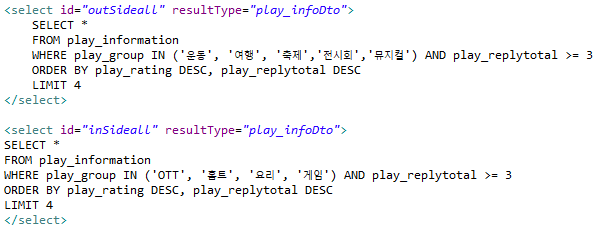 <select id="outSideall" resultType="play_infoDto">
SELECT *
FROM play_information
WHERE play_group IN ('운동', '여행', '축제','전시회','뮤지컬') AND play_replytotal >= 3
ORDER BY play_rating DESC, play_replytotal DESC
LIMIT 4
</select>
<select id="inSideall" resultType="play_infoDto">
SELECT *
FROM play_information
WHERE play_group IN ('OTT', '홈트', '요리', '게임') AND play_replytotal >= 3
ORDER BY play_rating DESC, play_replytotal DESC
LIMIT 4
</select>